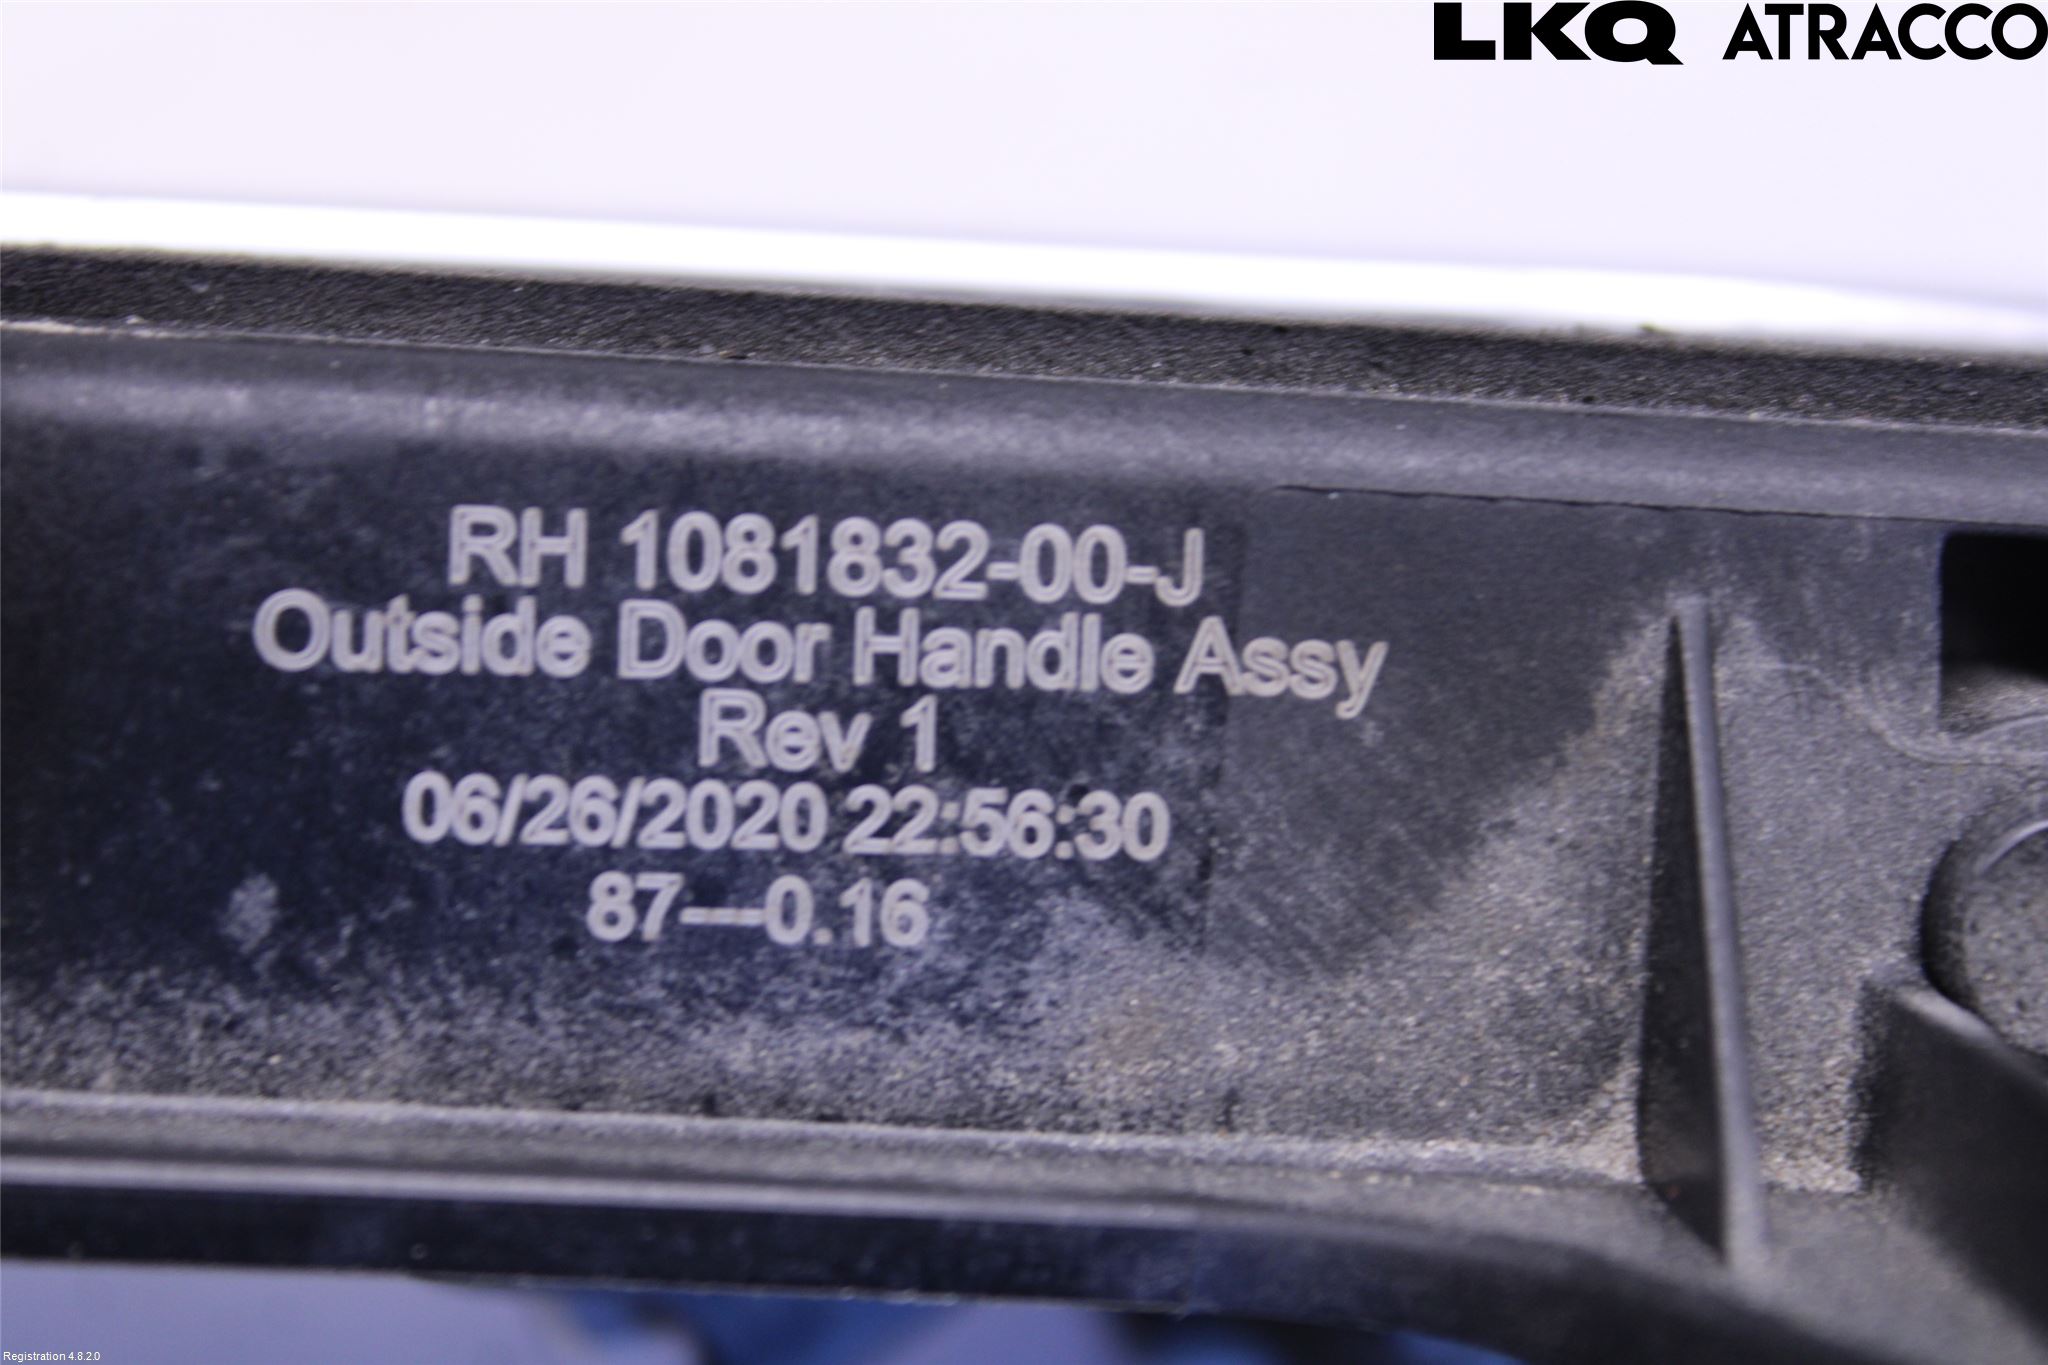 LKQ ATRACCO
RH 1081832-00-J
Outside Door Handle Assy
Rev 1
06/26/2020 22:56:30
87—0.16
Registration 4.8.2.0